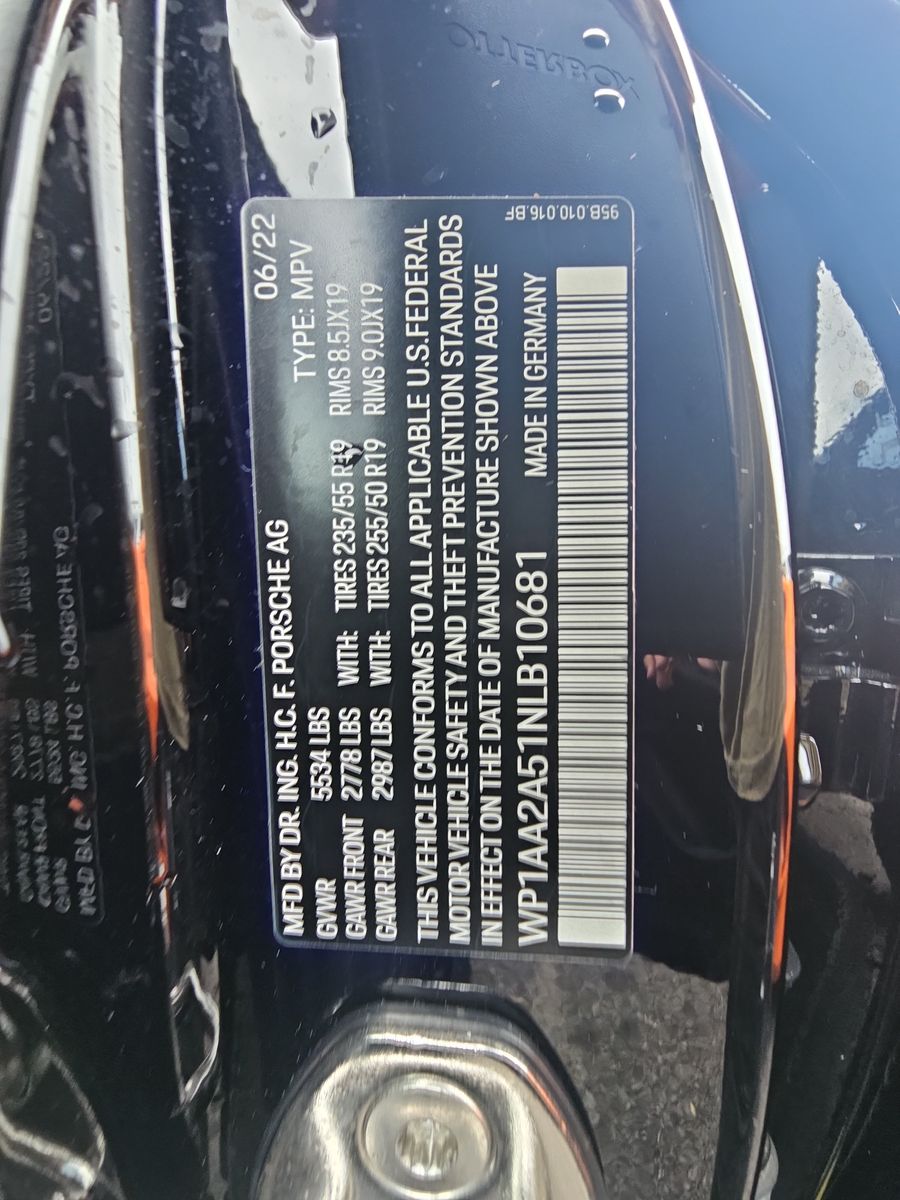 OTTERBOX
MFD BY DR. ING. H.C. F. PORSCHE AG 06/22
GVWR 5534 LBS TYPE: MPV
GAWR FRONT 2778 LBS WITH: TIRES 235/55 R19 RIMS 8.5JX19
GAWR REAR 2987 LBS WITH: TIRES 255/50 R19 RIMS 9.0JX19
THIS VEHICLE CONFORMS TO ALL APPLICABLE U.S. FEDERAL
MOTOR VEHICLE SAFETY AND THEFT PREVENTION STANDARDS
IN EFFECT ON THE DATE OF MANUFACTURE SHOWN ABOVE
WP1AA2A51NLB10681 MADE IN GERMANY
95B.010.016.BF